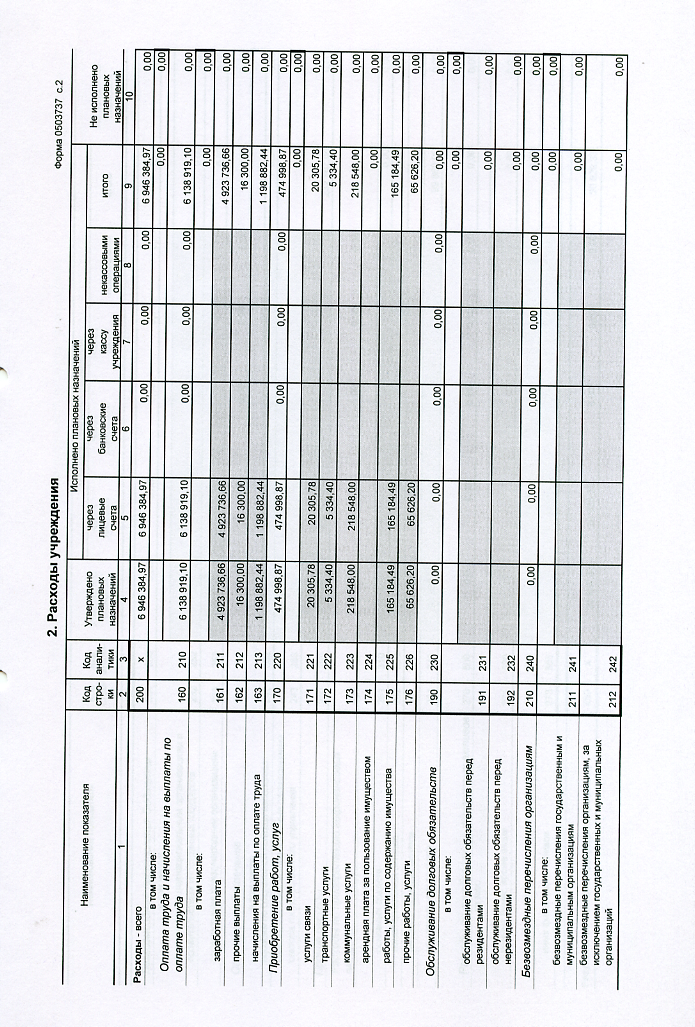 Форма 0503737 с.2
2. Расходы учреждения
Наименование показателя Код стро- ки Код анали- тики Утверждено плановых назначений Исполнено плановых назначений Не исполнено плановых назначений
через лицевые счета через банковские счета через кассу учреждения некассовыми операциями итого
1 2 3 4 5 6 7 8 9 10
Расходы - всего 200 х 6 946 384,97 6 946 384,97 0,00 0,00 0,00 6 946 384,97 0,00
в том числе: 0,00 0,00
Оплата труда и начисления на выплаты по
оплате труда 160 210 6 138 919,10 6 138 919,10 0,00 0,00 0,00 6 138 919,10 0,00
в том числе: 0,00 0,00
заработная плата 161 211 4 923 736,66 4 923 736,66 4 923 736,66 0,00
прочие выплаты 162 212 16 300,00 16 300,00 16 300,00 0,00
начисления на выплаты по оплате труда 163 213 1 198 882,44 1 198 882,44 1 198 882,44 0,00
Приобретение работ, услуг 170 220 474 998,87 474 998,87 0,00 0,00 0,00 474 998,87 0,00
в том числе: 0,00 0,00
услуги связи 171 221 20 305,78 20 305,78 20 305,78 0,00
транспортные услуги 172 222 5 334,40 5 334,40 5 334,40 0,00
коммунальные услуги 173 223 218 548,00 218 548,00 218 548,00 0,00
арендная плата за пользование имуществом 174 224 0,00 0,00
работы, услуги по содержанию имущества 175 225 165 184,49 165 184,49 165 184,49 0,00
прочие работы, услуги 176 226 65 626,20 65 626,20 65 626,20 0,00
Обслуживание долговых обязательств 190 230 0,00 0,00 0,00 0,00 0,00 0,00 0,00
в том числе: 0,00 0,00
обслуживание долговых обязательств перед
резидентами 191 231 0,00 0,00
обслуживание долговых обязательств перед
нерезидентами 192 232 0,00 0,00
Безвозмездные перечисления организациям 210 240 0,00 0,00 0,00 0,00 0,00 0,00 0,00
в том числе: 0,00 0,00
безвозмездные перечисления государственным и
муниципальным организациям 211 241 0,00 0,00
безвозмездные перечисления организациям, за
исключением государственных и муниципальных
организаций 212 242 0,00 0,00